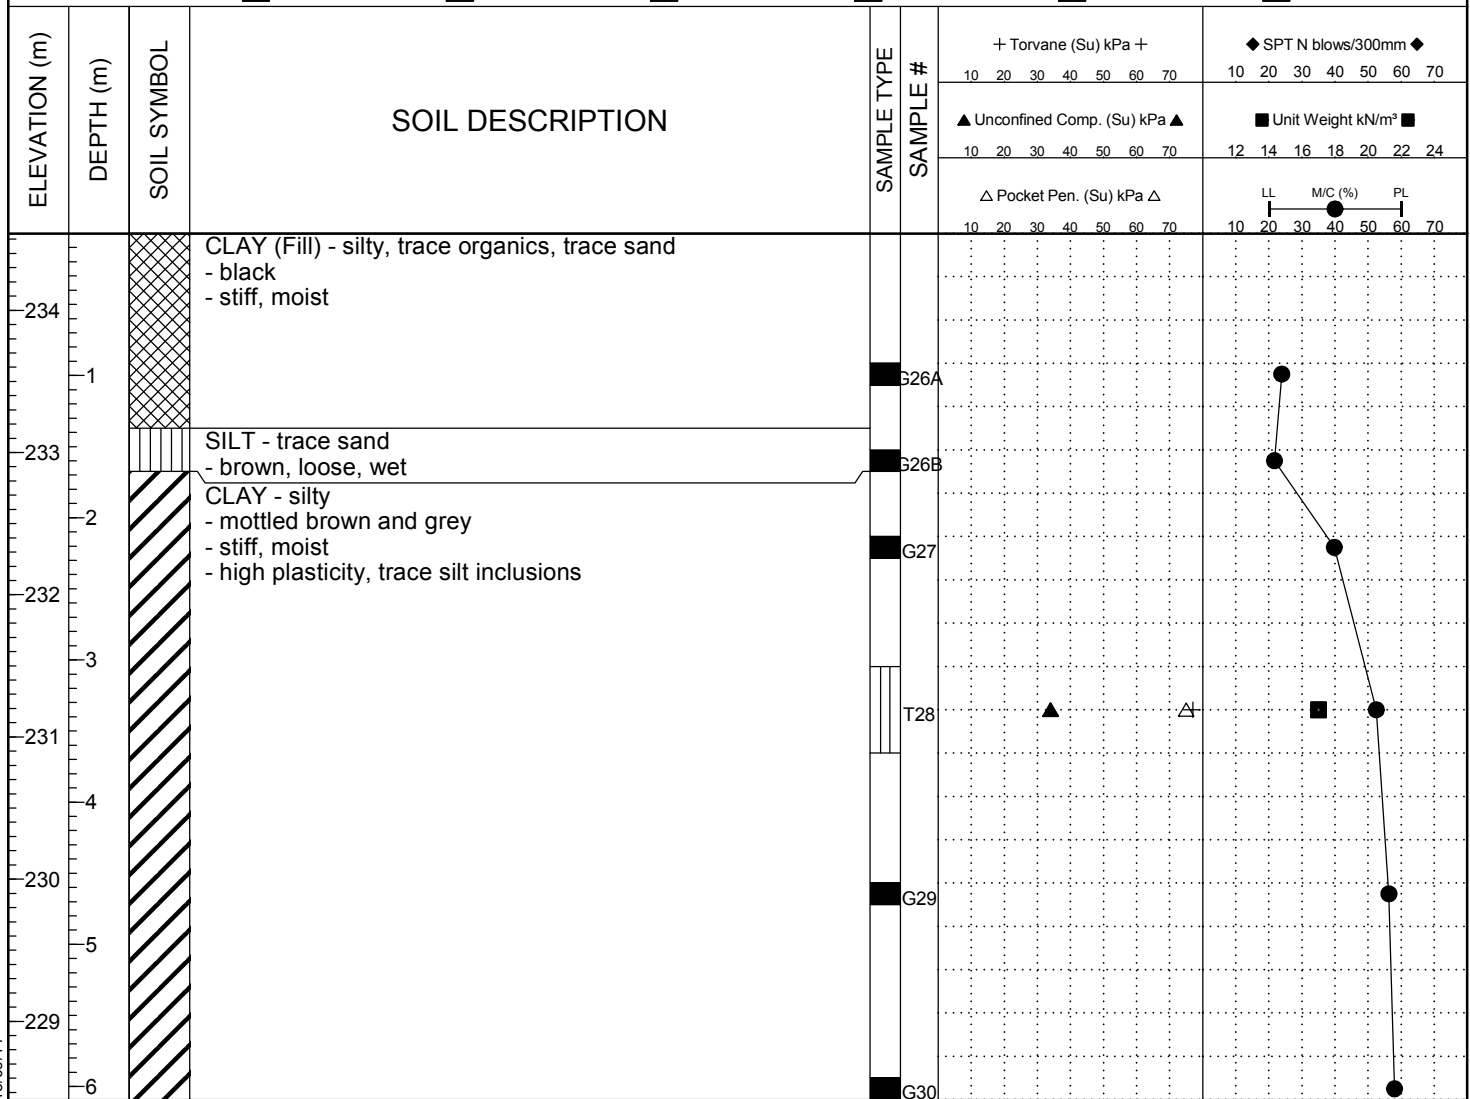 ELEVATION (m)
DEPTH (m)
SOIL SYMBOL
SOIL DESCRIPTION
SAMPLE TYPE
SAMPLE #
+ Torvane (Su) kPa +
10 20 30 40 50 60 70
▲ Unconfined Comp. (Su) kPa ▲
10 20 30 40 50 60 70
△ Pocket Pen. (Su) kPa △
10 20 30 40 50 60 70
◆ SPT N blows/300mm ◆
10 20 30 40 50 60 70
■ Unit Weight kN/m³ ■
12 14 16 18 20 22 24
LL M/C (%) PL
10 20 30 40 50 60 70
CLAY (Fill) - silty, trace organics, trace sand
- black
- stiff, moist
234
1
G26A
SILT - trace sand
- brown, loose, wet
233
G26B
CLAY - silty
- mottled brown and grey
- stiff, moist
- high plasticity, trace silt inclusions
2
G27
232
3
T28
231
4
230
G29
5
229
6
G30